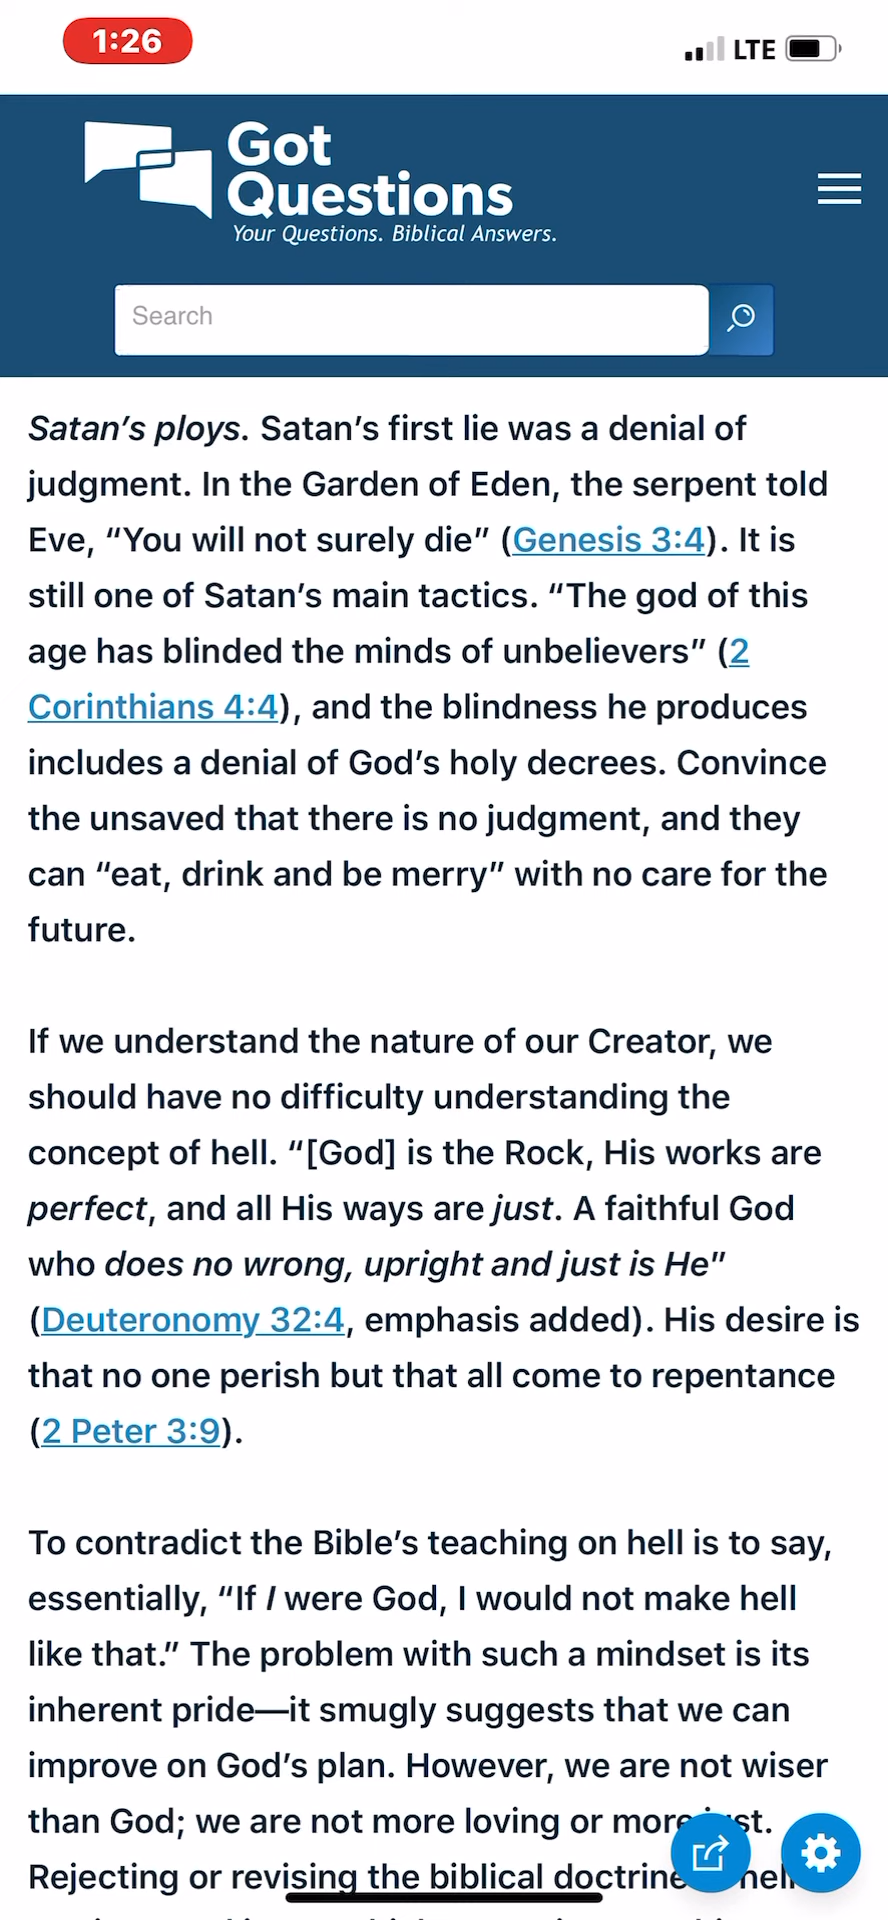 1:26
LTE
Got
Questions
Your Questions. Biblical Answers.
Search
Satan’s ploys. Satan’s first lie was a denial of
judgment. In the Garden of Eden, the serpent told
Eve, “You will not surely die” (Genesis 3:4). It is
still one of Satan’s main tactics. “The god of this
age has blinded the minds of unbelievers” (2
Corinthians 4:4), and the blindness he produces
includes a denial of God’s holy decrees. Convince
the unsaved that there is no judgment, and they
can “eat, drink and be merry” with no care for the
future.
If we understand the nature of our Creator, we
should have no difficulty understanding the
concept of hell. “[God] is the Rock, His works are
perfect, and all His ways are just. A faithful God
who does no wrong, upright and just is He”
(Deuteronomy 32:4, emphasis added). His desire is
that no one perish but that all come to repentance
(2 Peter 3:9).
To contradict the Bible’s teaching on hell is to say,
essentially, “If I were God, I would not make hell
like that.” The problem with such a mindset is its
inherent pride—it smugly suggests that we can
improve on God’s plan. However, we are not wiser
than God; we are not more loving or more just.
Rejecting or revising the biblical doctrine hell